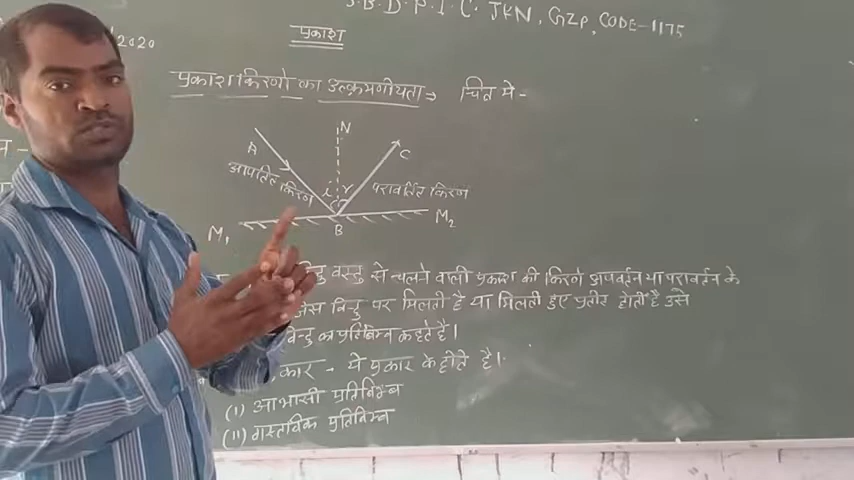 J.B.D.P.I.C. JKN, GZP, CODE-1175
2020
प्रकाश
प्रकाश किरणों का उत्क्रमणीयता ⇒ चित्र में -
N
A
C
आपतित किरण
i r
परावर्तित किरण
M₁ B M₂
बिन्दु वस्तु से चलने वाली प्रकाश की किरणें अपवर्तन या परावर्तन के
जिस बिन्दु पर मिलती है या मिलती हुए प्रतीत होती है उसे
बिन्दु का प्रतिबिम्ब कहते है।
कार - ये प्रकार के होते है।
(i) आभासी प्रतिबिम्ब
(ii) वास्तविक प्रतिबिम्ब